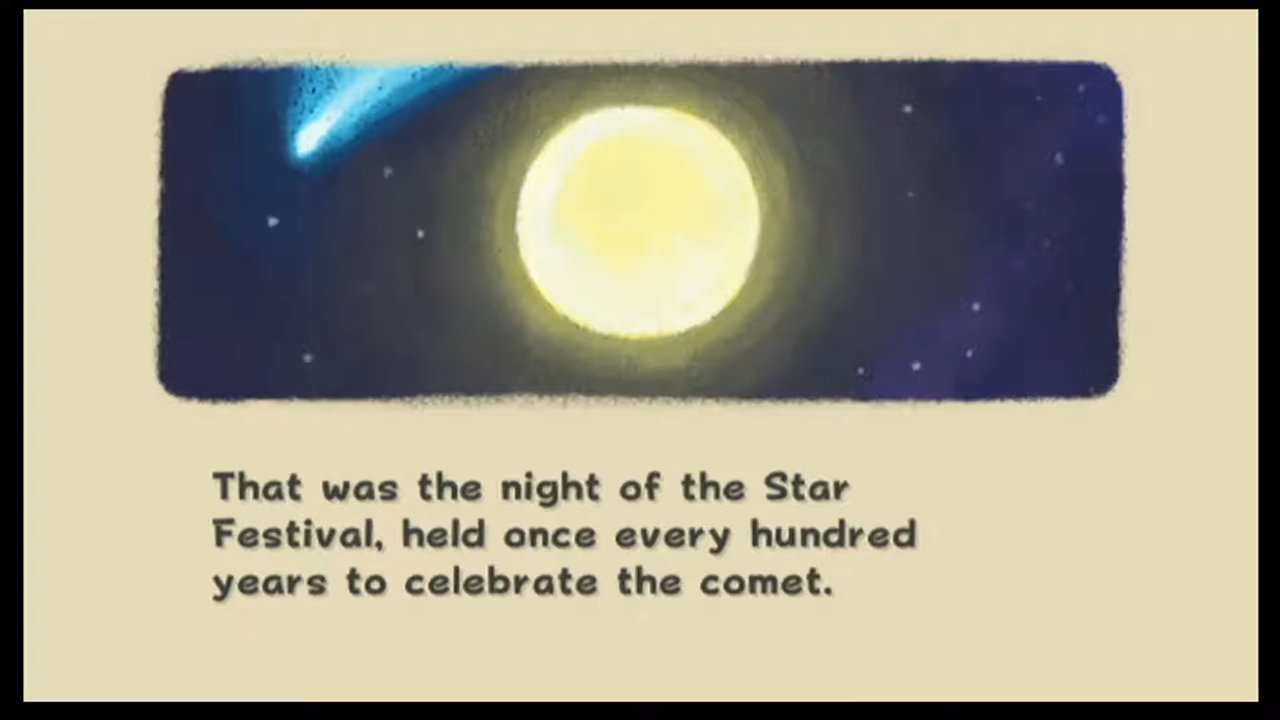 That was the night of the Star
Festival, held once every hundred
years to celebrate the comet.